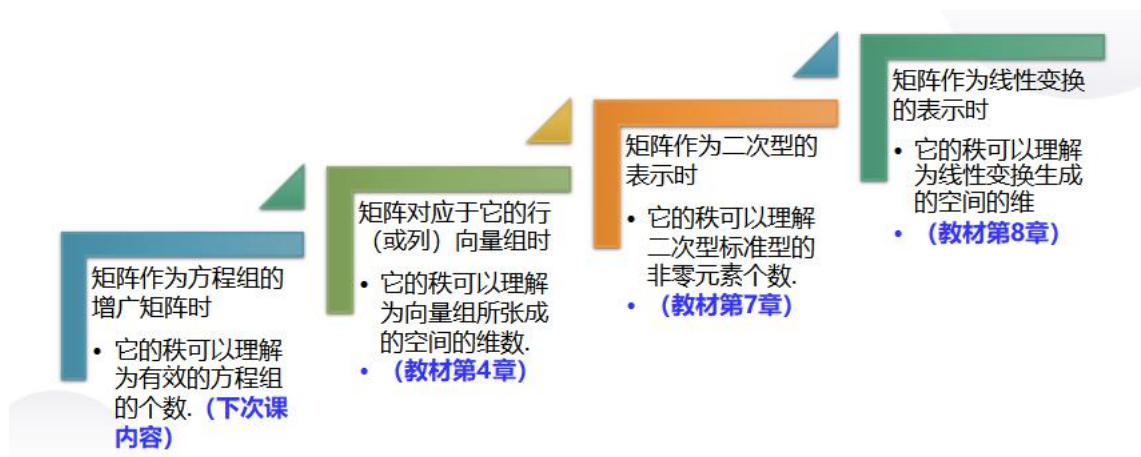 矩阵作为方程组的
增广矩阵时
• 它的秩可以理解
为有效的方程组
的个数.（下次课
内容）
矩阵对应于它的行
（或列）向量组时
• 它的秩可以理解
为向量组所张成
的空间的维数.
• （教材第4章）
矩阵作为二次型的
表示时
• 它的秩可以理解
二次型标准型的
非零元素个数.
• （教材第7章）
矩阵作为线性变换
的表示时
• 它的秩可以理解
为线性变换生成
的空间的维
• （教材第8章）